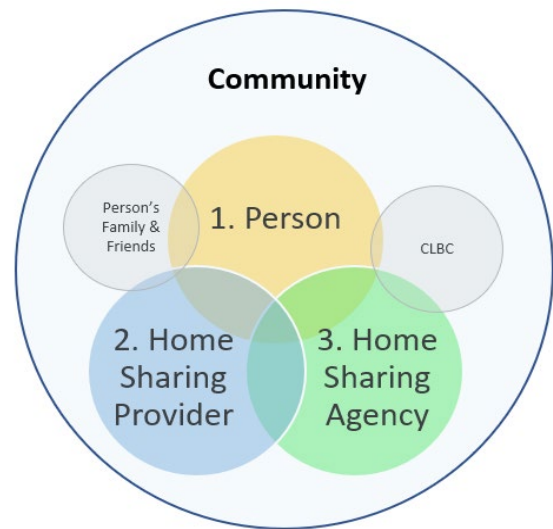 Community
Person's
Family &
Friends
1. Person
CLBC
2. Home
Sharing
Provider
3. Home
Sharing
Agency